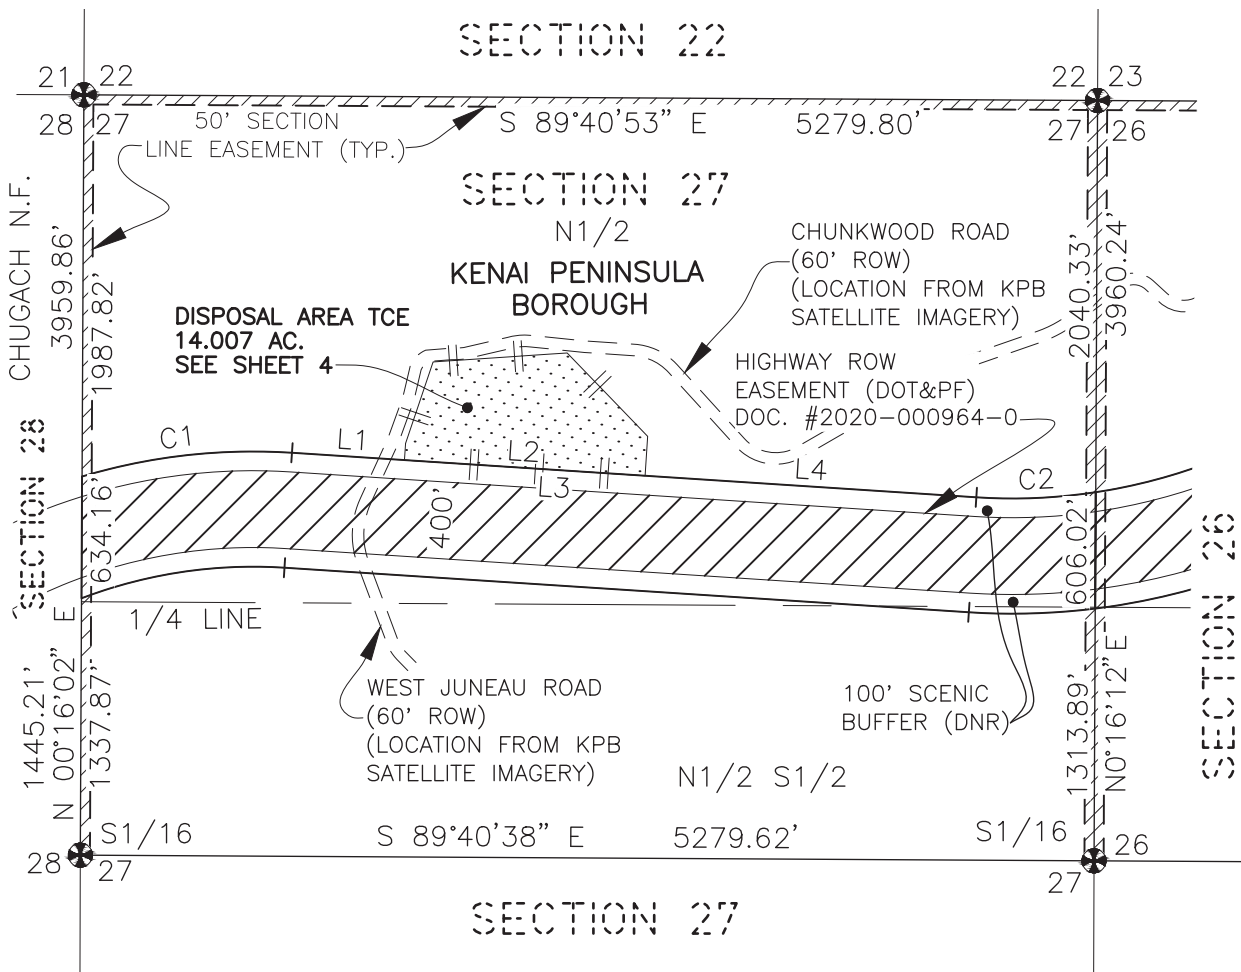 SECTION 22
21 22
22 23
28 27
27 26
50' SECTION
LINE EASEMENT (TYP.)
S 89°40'53" E 5279.80'
SECTION 27
N1/2
KENAI PENINSULA
BOROUGH
CHUGACH N.F.
3959.86'
1987.82'
DISPOSAL AREA TCE
14.007 AC.
SEE SHEET 4
CHUNKWOOD ROAD
(60' ROW)
(LOCATION FROM KPB
SATELLITE IMAGERY)
2040.33'
3960.24'
HIGHWAY ROW
EASEMENT (DOT&PF)
DOC. #2020-000964-0
C1
L1
L2
L3
L4
C2
400'
SECTION 28
634.16'
606.02'
SECTION 26
1/4 LINE
WEST JUNEAU ROAD
(60' ROW)
(LOCATION FROM KPB
SATELLITE IMAGERY)
100' SCENIC
BUFFER (DNR)
1445.21'
N 00°16'02" E
1337.87'
1313.89'
N0°16'12"E
N1/2 S1/2
S1/16
S 89°40'38" E 5279.62'
S1/16
28 27
26
27
SECTION 27